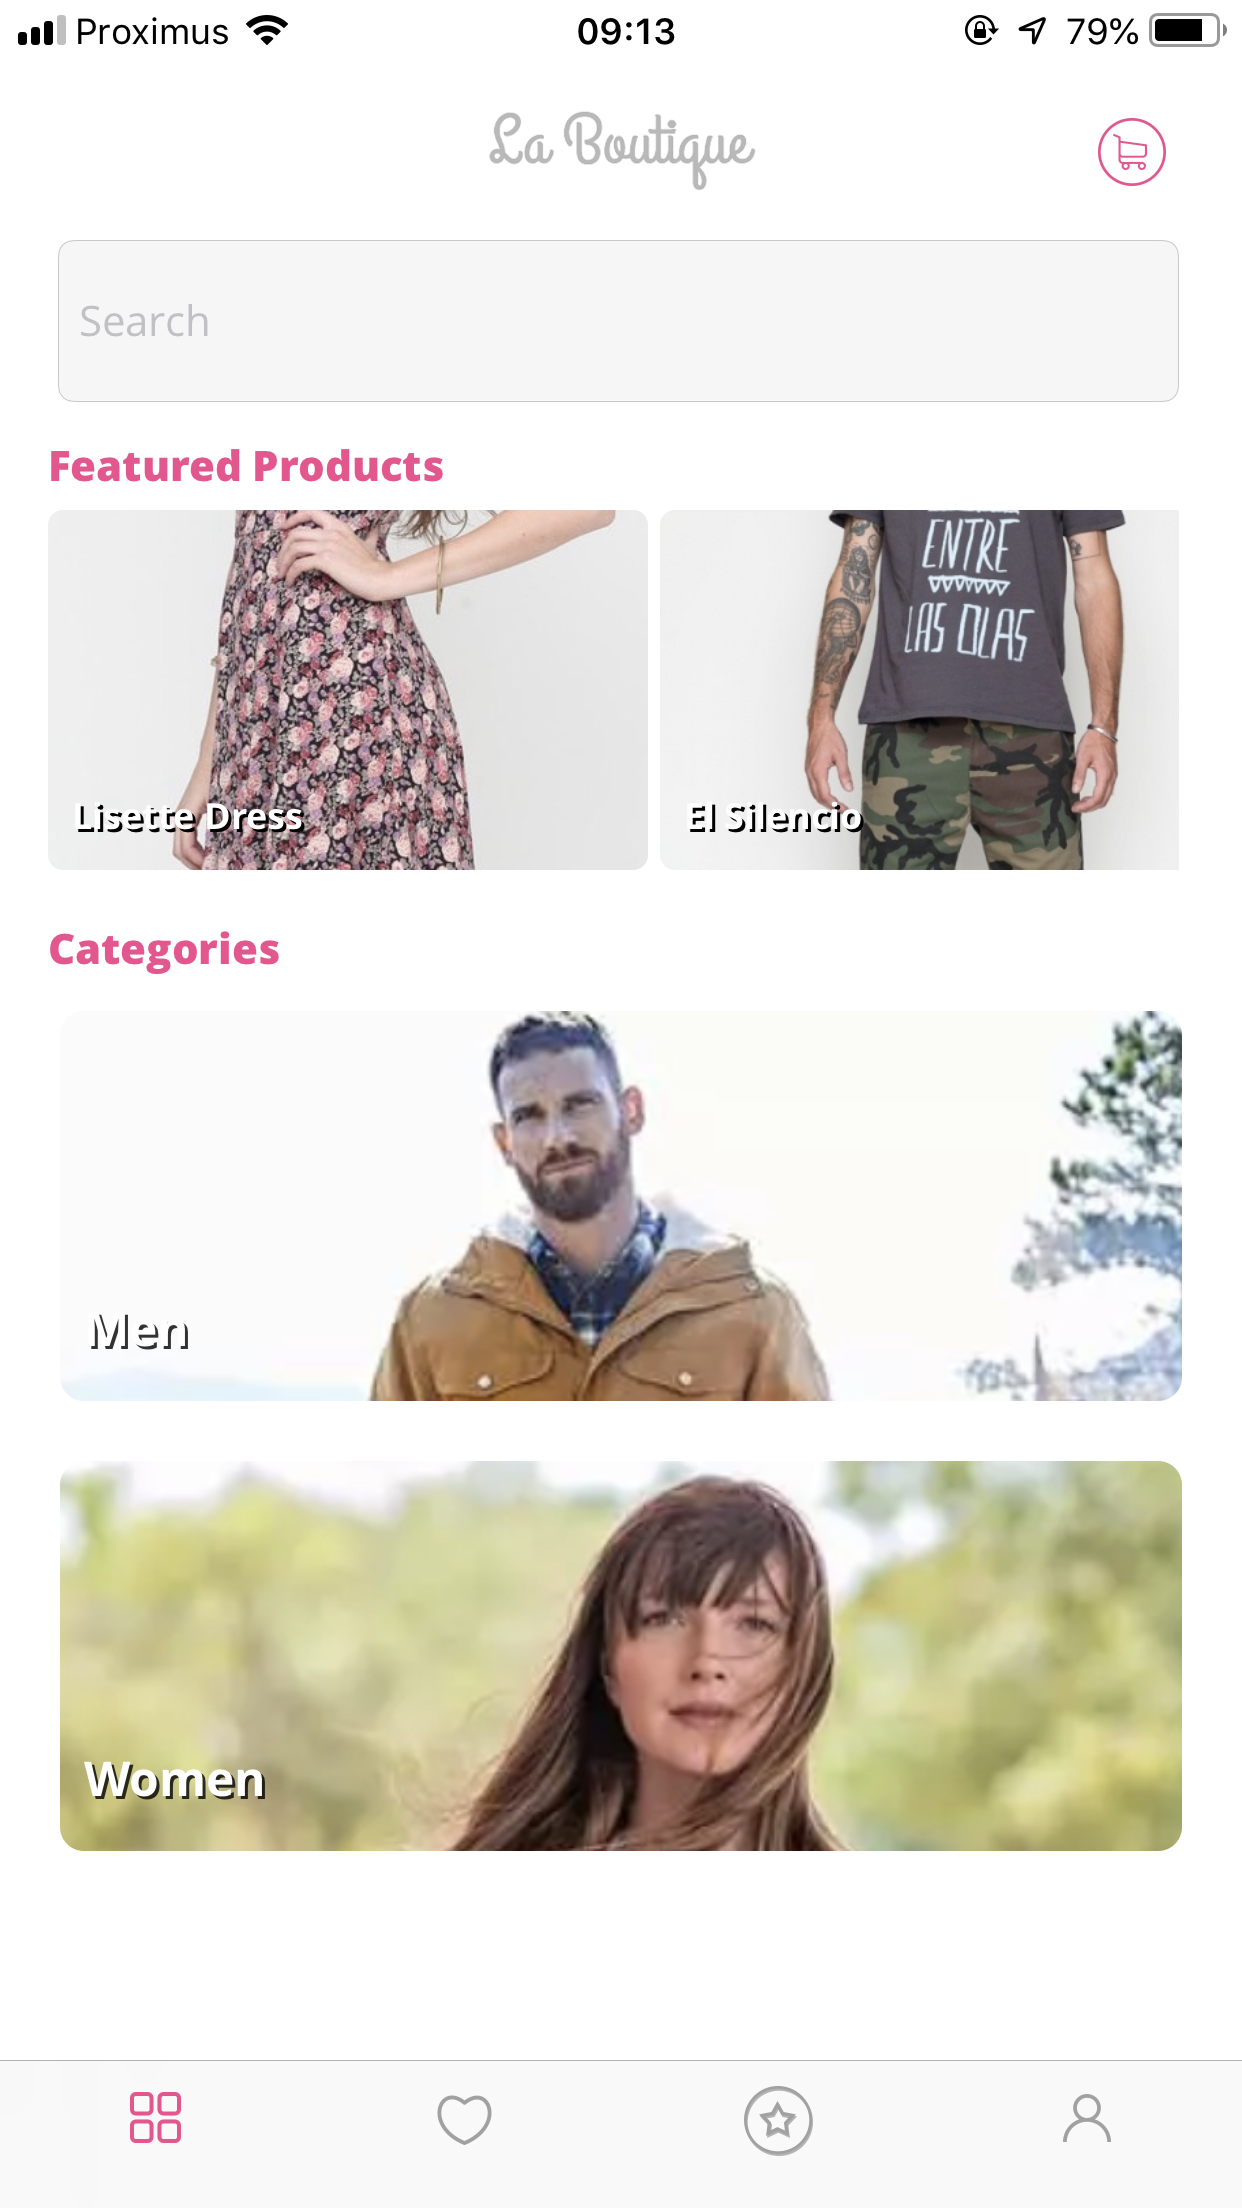 Proximus 09:13 79%
La Boutique
Search
Featured Products
ENTRE
LAS OLAS
Lisette Dress
El Silencio
Categories
Men
Women